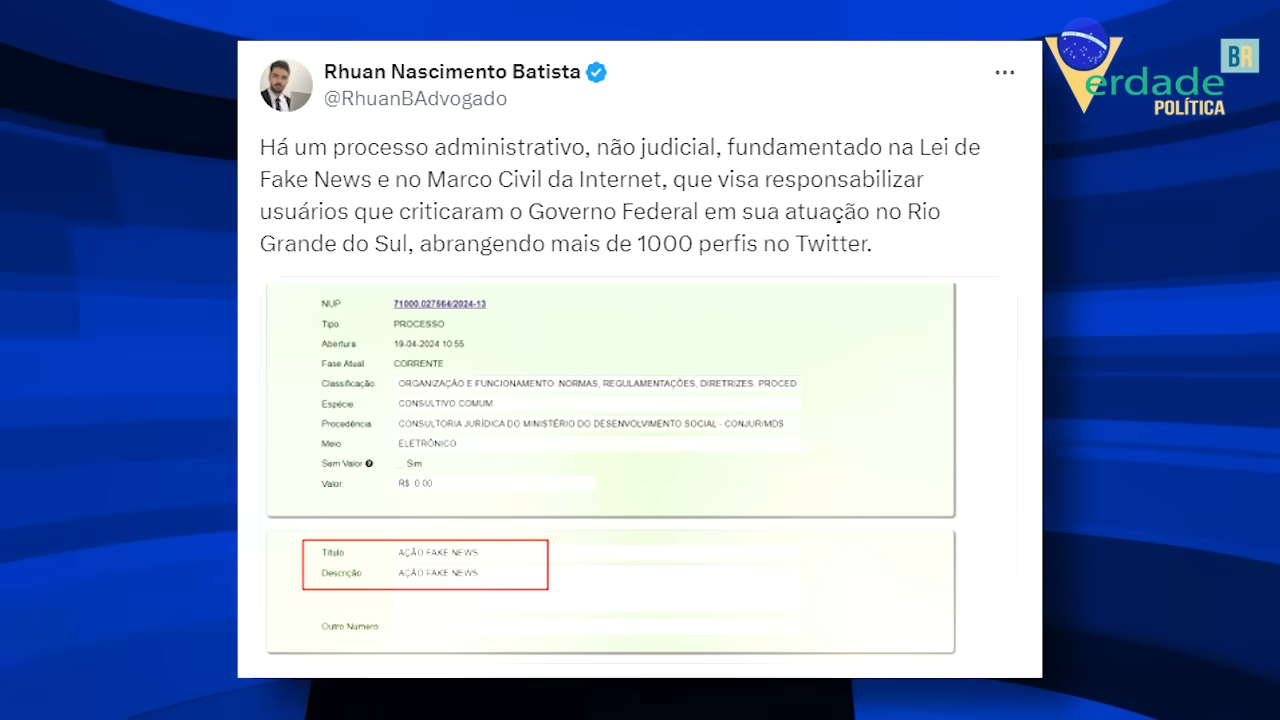 Rhuan Nascimento Batista
@RhuanBAdvogado
BR
erdade
POLÍTICA
Há um processo administrativo, não judicial, fundamentado na Lei de
Fake News e no Marco Civil da Internet, que visa responsabilizar
usuários que criticaram o Governo Federal em sua atuação no Rio
Grande do Sul, abrangendo mais de 1000 perfis no Twitter.
NUP 71000.027564/2024-13
Tipo PROCESSO
Abertura 19-04-2024 10:55
Fase Atual CORRENTE
Classificação ORGANIZAÇÃO E FUNCIONAMENTO: NORMAS, REGULAMENTAÇÕES, DIRETRIZES, PROCED
Espécie CONSULTIVO COMUM
Procedência CONSULTORIA JURÍDICA DO MINISTÉRIO DO DESENVOLVIMENTO SOCIAL - CONJUR/MDS
Meio ELETRÔNICO
Sem Valor Sim
Valor: R$ 0.00
Título AÇÃO FAKE NEWS
Descrição AÇÃO FAKE NEWS
Outro Número